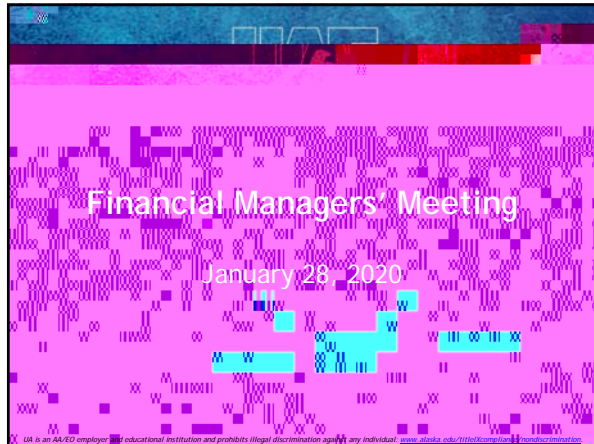 Financial Managers' Meeting
January 28, 2020
UA is an AA/EO employer and educational institution and prohibits illegal discrimination against any individual: www.alaska.edu/titleIXcompliance/nondiscrimination.